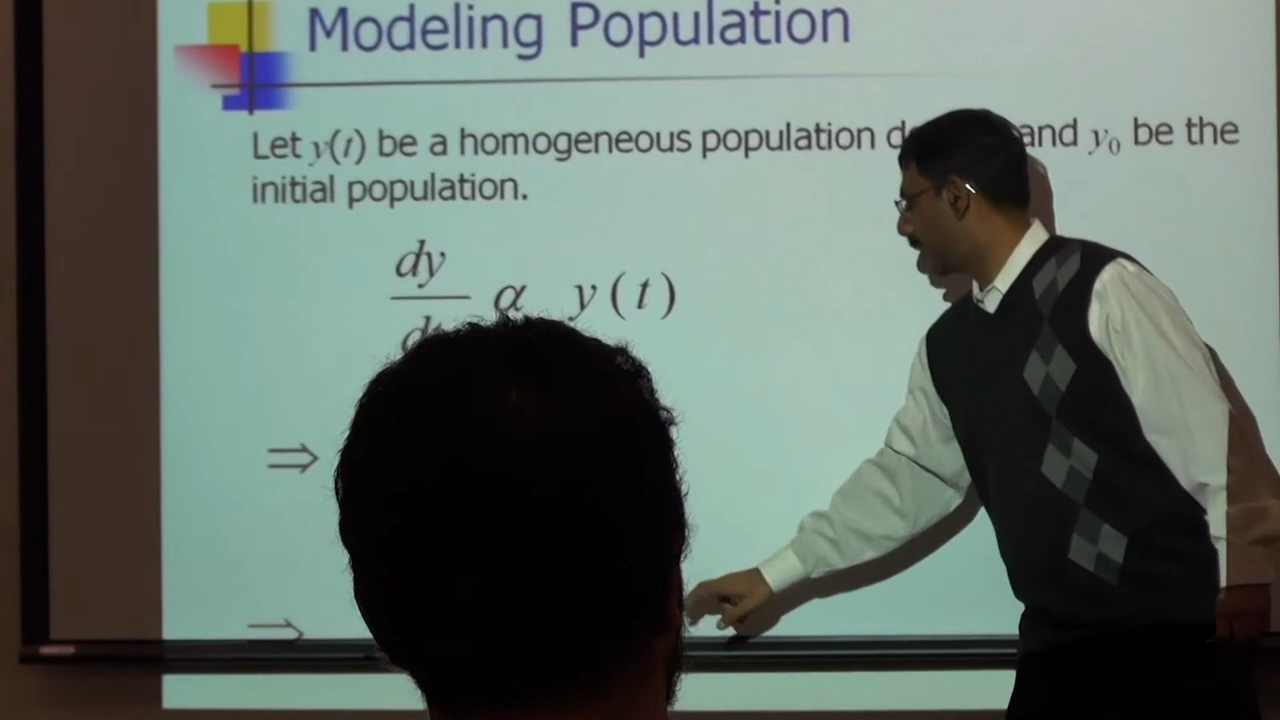 Modeling Population
Let y(t) be a homogeneous population and y₀ be the
initial population.
dy
α y(t)
⇒
⇒